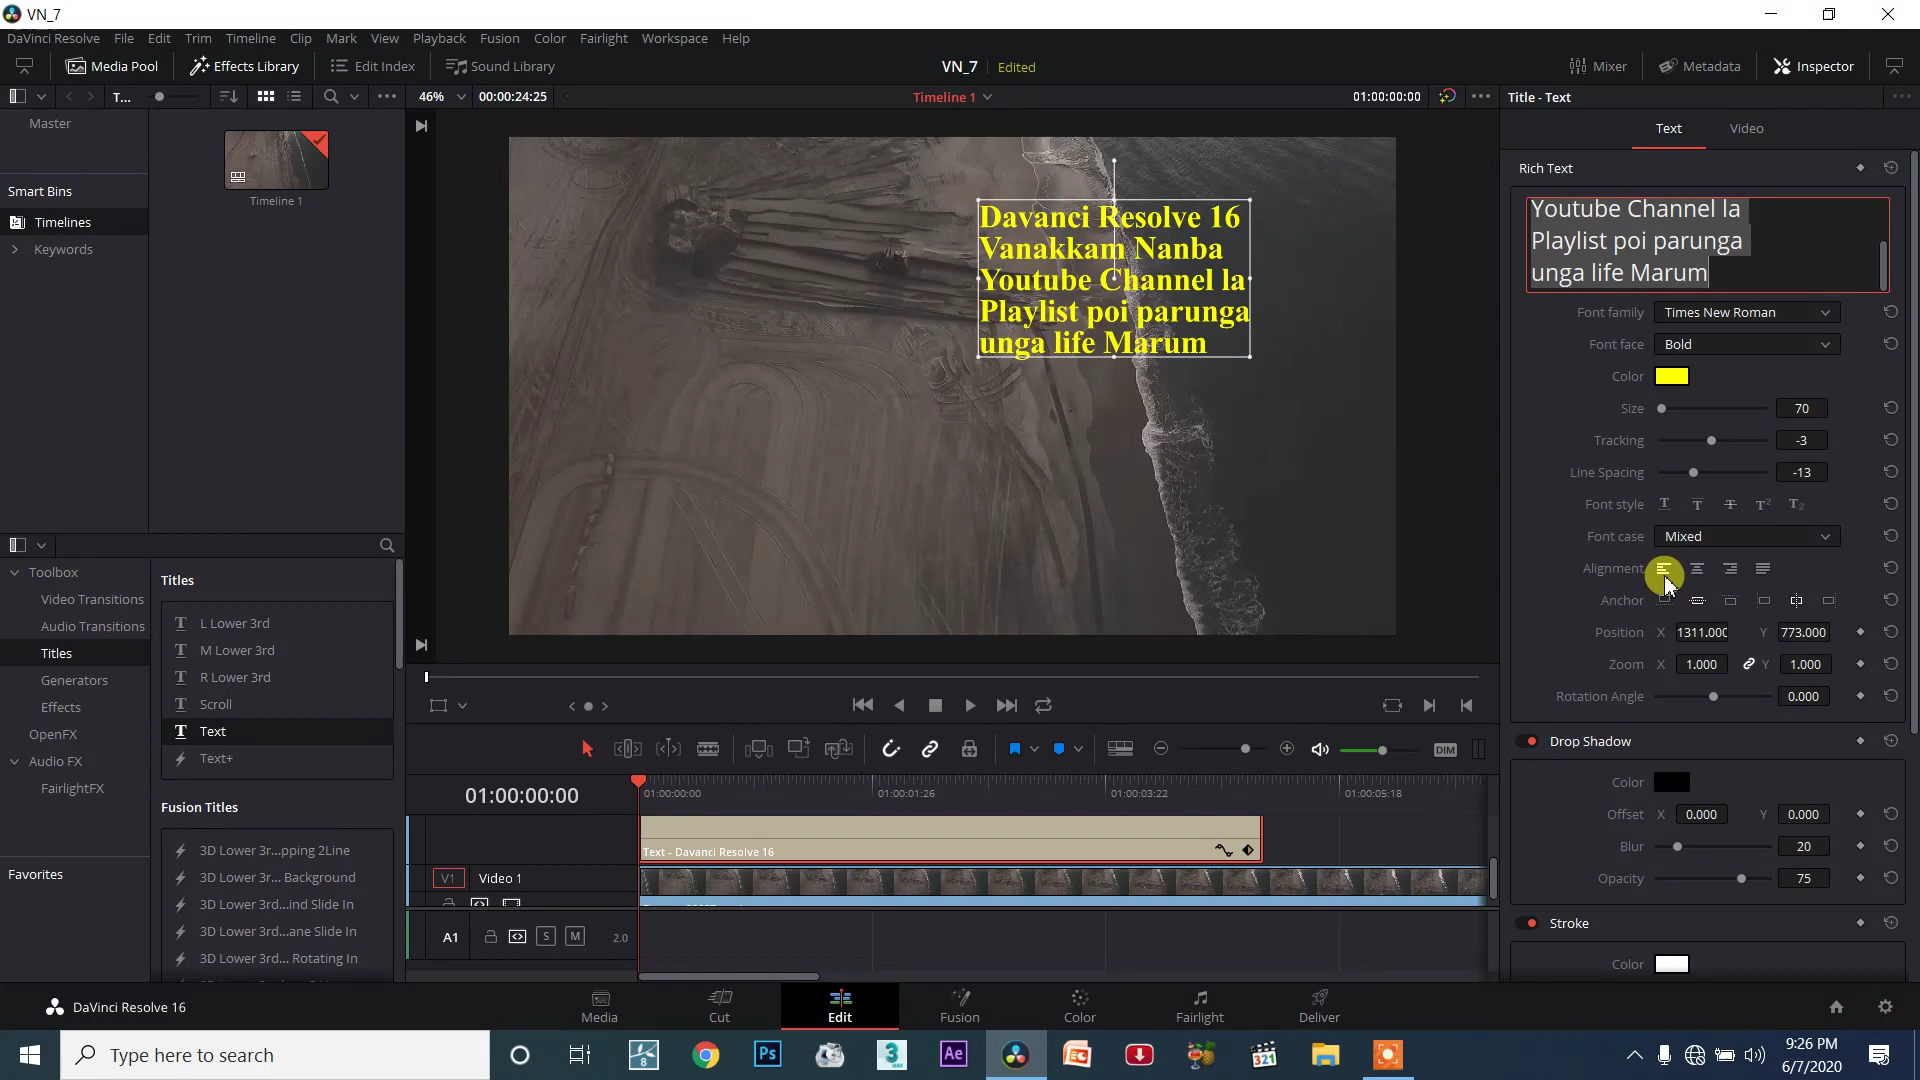 VN_7
DaVinci Resolve File Edit Trim Timeline Clip Mark View Playback Fusion Color Fairlight Workspace Help
Media Pool Effects Library Edit Index Sound Library VN_7 Edited Mixer Metadata Inspector
T... 46% 00:00:24:25 Timeline 1 01:00:00:00 Title - Text
Master
Smart Bins
Timelines
Keywords
Timeline 1
Davanci Resolve 16
Vanakkam Nanba
Youtube Channel la
Playlist poi parunga
unga life Marum
Text Video
Rich Text
Youtube Channel la
Playlist poi parunga
unga life Marum
Font family Times New Roman
Font face Bold
Color
Size 70
Tracking -3
Line Spacing -13
Font style T T T T2 T2
Font case Mixed
Alignment
Anchor
Position X 1311.000 Y 773.000
Zoom X 1.000 Y 1.000
Rotation Angle 0.000
Drop Shadow
Color
Offset X 0.000 Y 0.000
Blur 20
Opacity 75
Stroke
Color
Toolbox
Video Transitions
Audio Transitions
Titles
Generators
Effects
OpenFX
Audio FX
FairlightFX
Favorites
Titles
T L Lower 3rd
T M Lower 3rd
T R Lower 3rd
T Scroll
T Text
Text+
Fusion Titles
3D Lower 3r...pping 2Line
3D Lower 3r... Background
3D Lower 3rd...ind Slide In
3D Lower 3rd...ane Slide In
3D Lower 3rd... Rotating In
DIM
01:00:00:00 01:00:00:00 01:00:01:26 01:00:03:22 01:00:05:18
Text - Davanci Resolve 16
V1 Video 1
A1 S M 2.0
DaVinci Resolve 16
Media Cut Edit Fusion Color Fairlight Deliver
Type here to search
8 Ps 3 MAX Ae 321
9:26 PM
6/7/2020